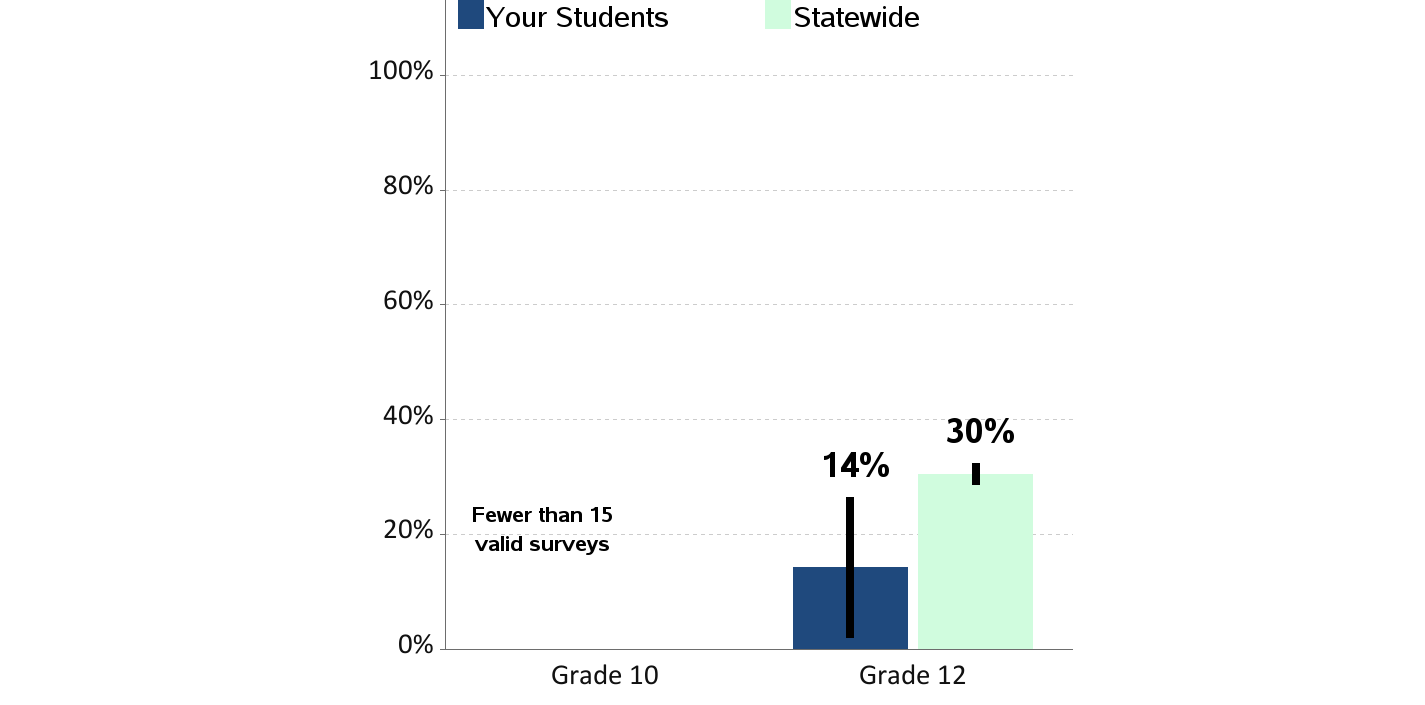 Your Students Statewide
100%
80%
60%
40%
30%
14%
Fewer than 15
20%
valid surveys
0%
Grade 10 Grade 12